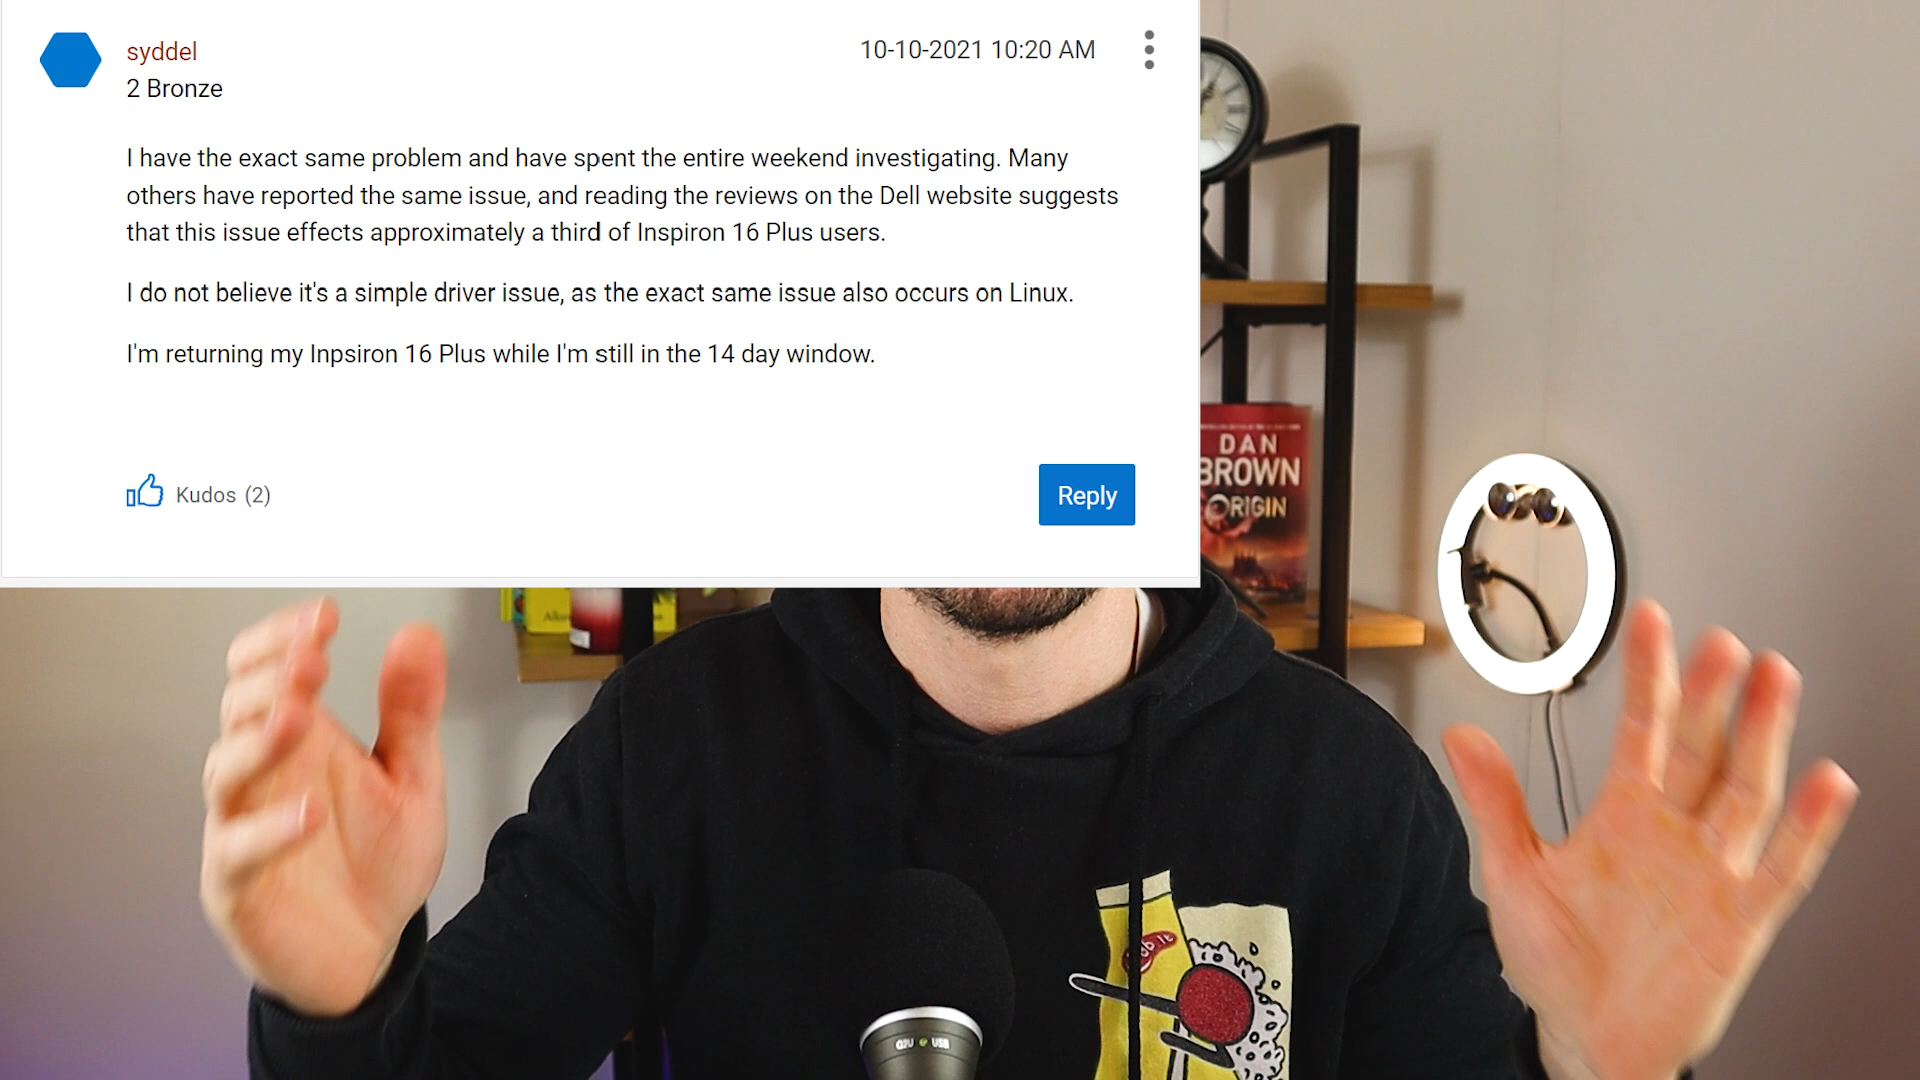 syddel
10-10-2021 10:20 AM
2 Bronze
I have the exact same problem and have spent the entire weekend investigating. Many
others have reported the same issue, and reading the reviews on the Dell website suggests
that this issue effects approximately a third of Inspiron 16 Plus users.
I do not believe it's a simple driver issue, as the exact same issue also occurs on Linux.
I'm returning my Inpsiron 16 Plus while I'm still in the 14 day window.
Kudos (2)
Reply
DAN
BROWN
ORIGIN
Q2U USB